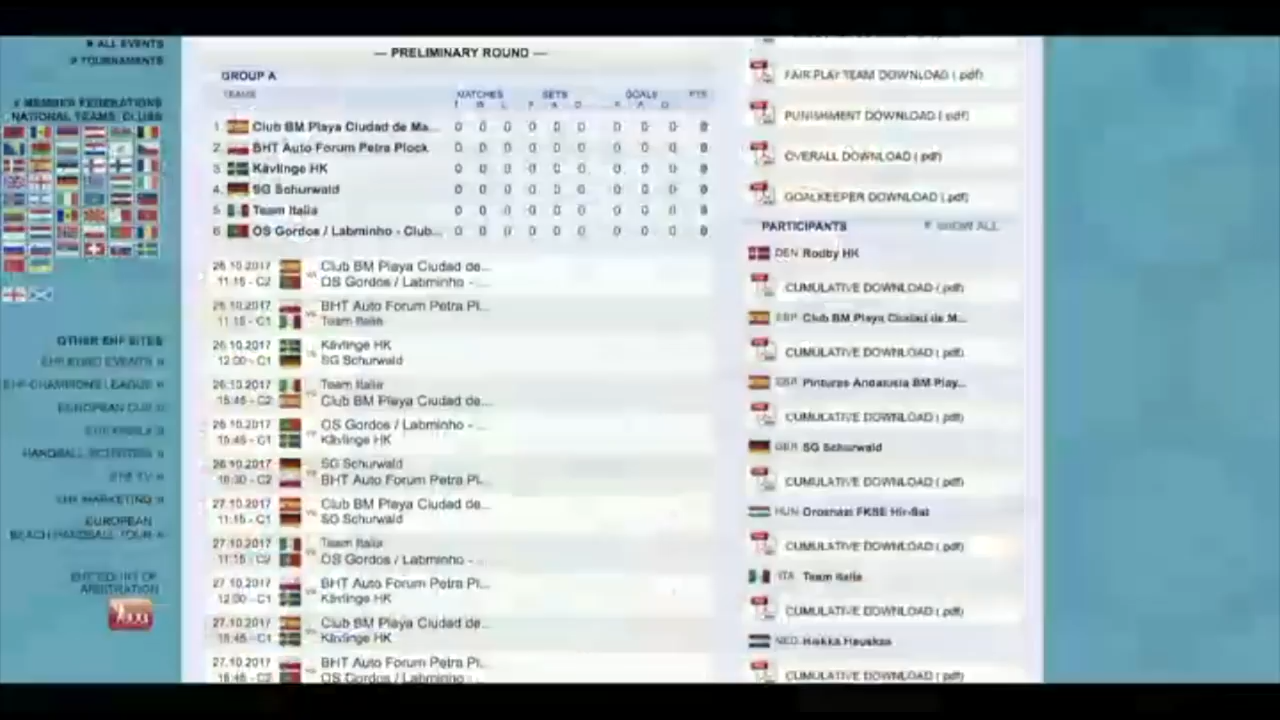 » ALL EVENTS
» TOURNAMENTS
» MEMBER FEDERATIONS
NATIONAL TEAMS, CLUBS
OTHER EHF SITES
EHF EURO EVENTS »
EHF CHAMPIONS LEAGUE »
EUROPEAN CUP »
HANDBALL ACTIVITIES »
EHF TV »
EHF MARKETING »
EUROPEAN
BEACH HANDBALL TOUR »
EHF COURT OF
ARBITRATION
— PRELIMINARY ROUND —
GROUP A
TEAMS MATCHES SETS GOALS PTS
1. Club BM Playa Ciudad de Ma... 0 0 0 0 0 0 0 0 0 0
2. BHT Auto Forum Petra Plock 0 0 0 0 0 0 0 0 0 0
3. Kävlinge HK 0 0 0 0 0 0 0 0 0 0
4. SG Schurwald 0 0 0 0 0 0 0 0 0 0
5. Team Italia 0 0 0 0 0 0 0 0 0 0
6. OS Gordos / Labminho - Club... 0 0 0 0 0 0 0 0 0 0
26.10.2017 Club BM Playa Ciudad de...
11:15 - C2 OS Gordos / Labminho - ...
26.10.2017 BHT Auto Forum Petra Pl...
11:15 - C1 Team Italia
26.10.2017 Kävlinge HK
12:00 - C1 SG Schurwald
26.10.2017 Team Italia
15:45 - C2 Club BM Playa Ciudad de...
26.10.2017 OS Gordos / Labminho - ...
15:45 - C1 Kävlinge HK
26.10.2017 SG Schurwald
16:30 - C2 BHT Auto Forum Petra Pl...
27.10.2017 Club BM Playa Ciudad de...
11:15 - C1 SG Schurwald
27.10.2017 Team Italia
11:15 - C2 OS Gordos / Labminho - ...
27.10.2017 BHT Auto Forum Petra Pl...
12:00 - C1 Kävlinge HK
27.10.2017 Club BM Playa Ciudad de...
15:45 - C1 Kävlinge HK
27.10.2017 BHT Auto Forum Petra Pl...
15:45 - C2 OS Gordos / Labminho - ...
FAIR PLAY TEAM DOWNLOAD (.pdf)
PUNISHMENT DOWNLOAD (.pdf)
OVERALL DOWNLOAD (.pdf)
GOALKEEPER DOWNLOAD (.pdf)
PARTICIPANTS SHOW ALL
DEN Rodby HK
CUMULATIVE DOWNLOAD (.pdf)
ESP Club BM Playa Ciudad de M...
CUMULATIVE DOWNLOAD (.pdf)
ESP Pinturas Andalusia BM Play...
CUMULATIVE DOWNLOAD (.pdf)
GER SG Schurwald
CUMULATIVE DOWNLOAD (.pdf)
HUN Oroshazi FKSE Hir-Sat
CUMULATIVE DOWNLOAD (.pdf)
ITA Team Italia
CUMULATIVE DOWNLOAD (.pdf)
NED Hiekka Hauskaa
CUMULATIVE DOWNLOAD (.pdf)